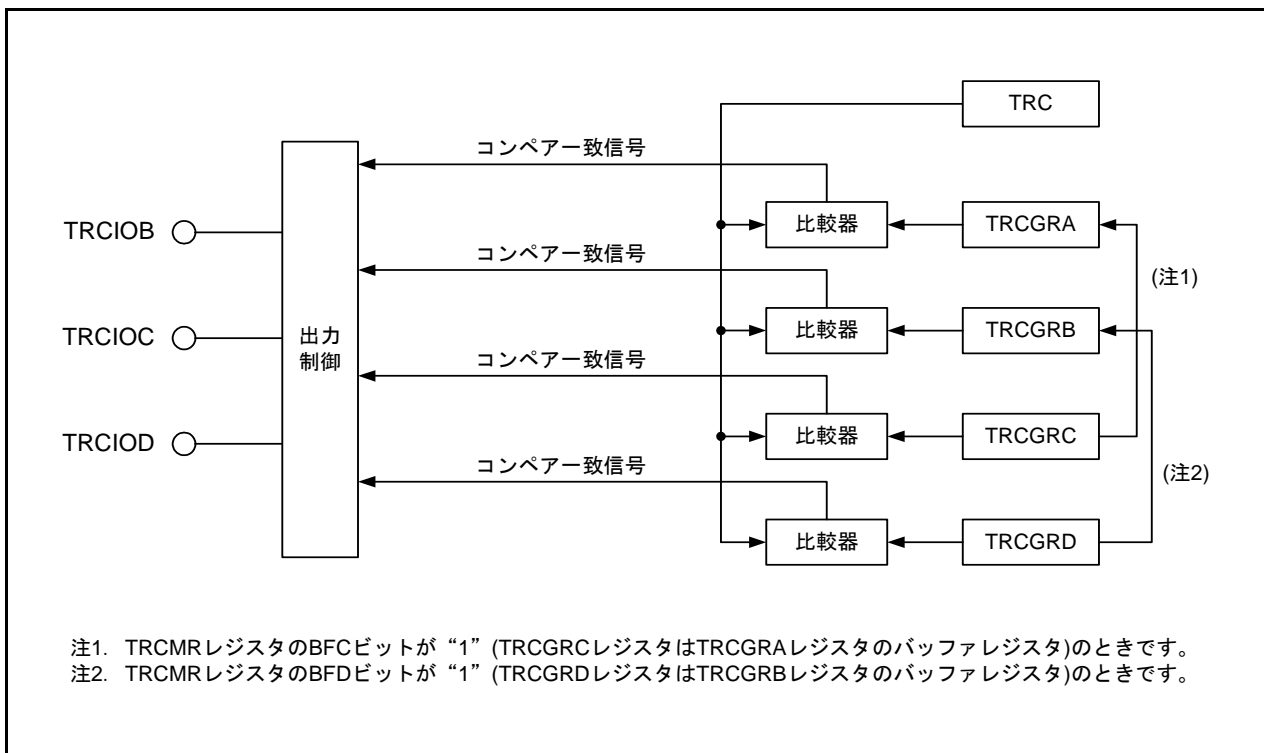 TRC
コンペア一致信号
TRCIOB
比較器
TRCGRA
コンペア一致信号
(注1)
TRCIOC
出力
制御
比較器
TRCGRB
コンペア一致信号
TRCIOD
比較器
TRCGRC
コンペア一致信号
(注2)
比較器
TRCGRD
注1. TRCMRレジスタのBFCビットが“1” (TRCGRCレジスタはTRCGRAレジスタのバッファレジスタ)のときです。
注2. TRCMRレジスタのBFDビットが“1” (TRCGRDレジスタはTRCGRBレジスタのバッファレジスタ)のときです。